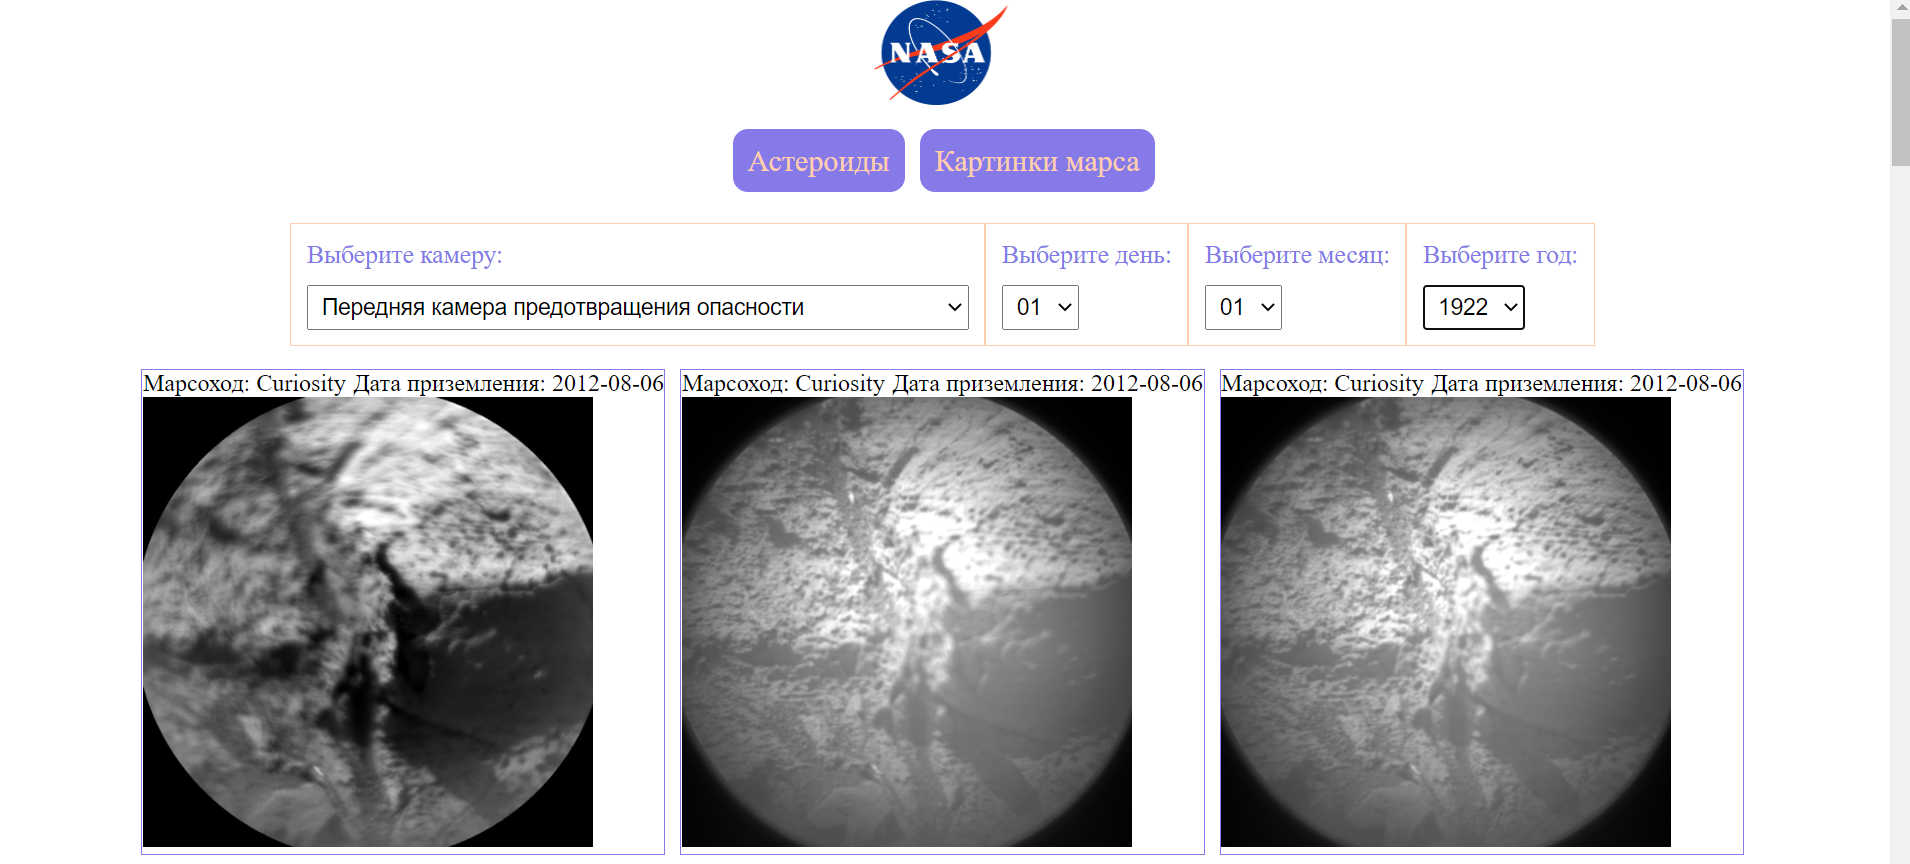 NASA
Астероиды Картинки марса
Выберите камеру: Выберите день: Выберите месяц: Выберите год:
Передняя камера предотвращения опасности 01 01 1922
Марсоход: Curiosity Дата приземления: 2012-08-06 Марсоход: Curiosity Дата приземления: 2012-08-06 Марсоход: Curiosity Дата приземления: 2012-08-06